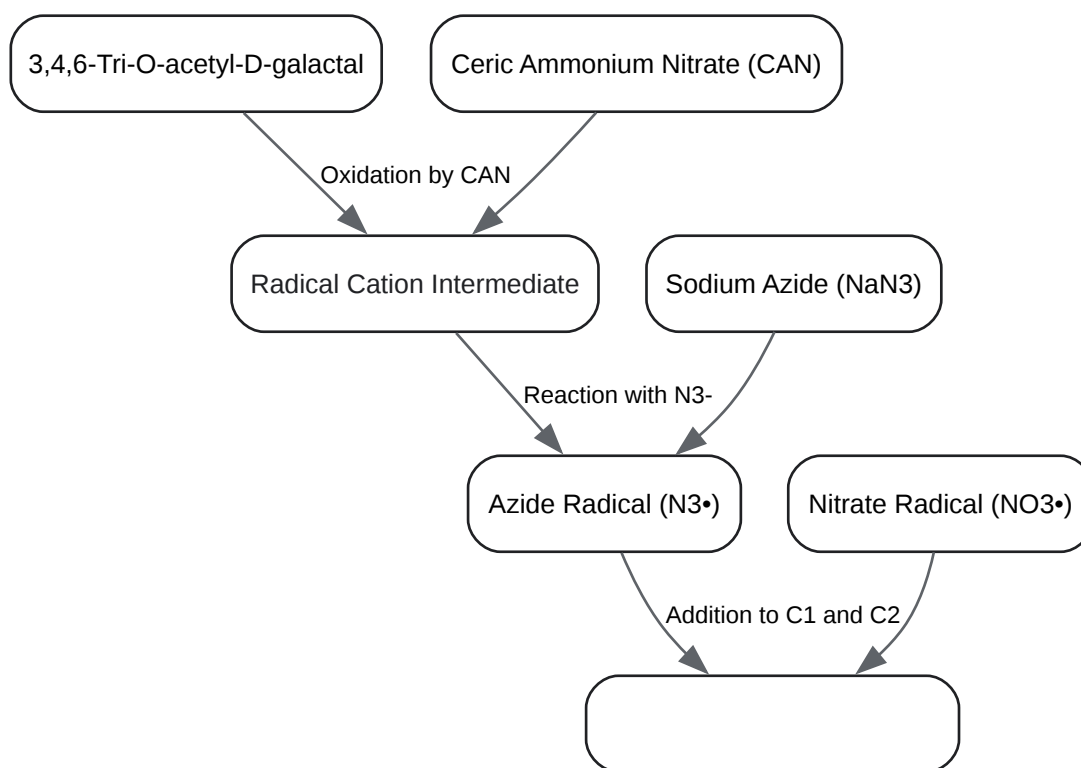 3,4,6-Tri-O-acetyl-D-galactal
Ceric Ammonium Nitrate (CAN)
Oxidation by CAN
Radical Cation Intermediate
Sodium Azide (NaN3)
Reaction with N3-
Azide Radical (N3•)
Nitrate Radical (NO3•)
Addition to C1 and C2